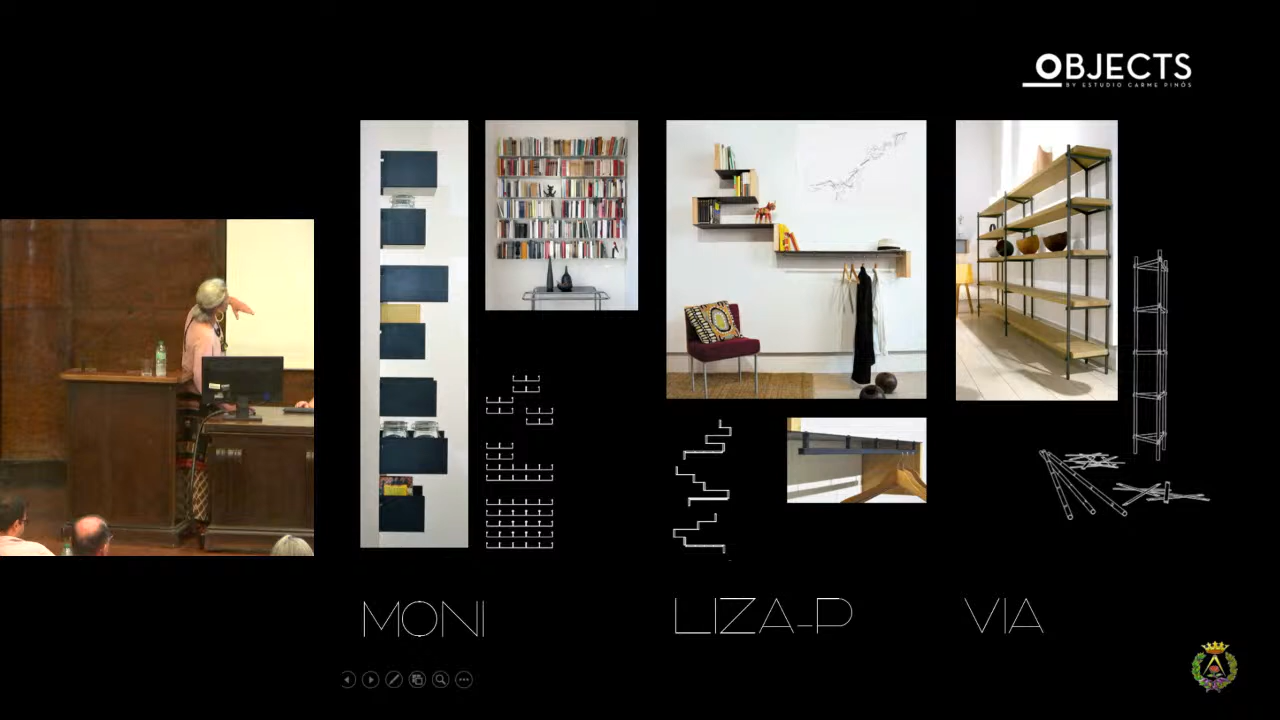 OBJECTS
BY ESTUDIO CARME PINÓS
MONI
LIZA-P
VIA